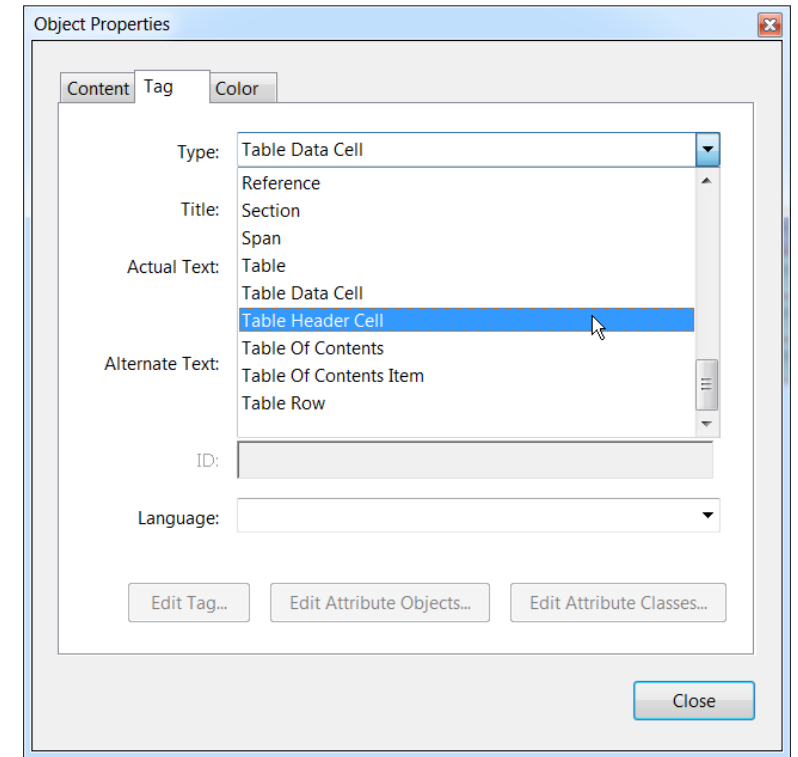 Object Properties
Content Tag Color
Type: Table Data Cell
Reference
Title: Section
Span
Actual Text: Table
Table Data Cell
Table Header Cell
Table Of Contents
Alternate Text: Table Of Contents Item
Table Row
ID:
Language:
Edit Tag... Edit Attribute Objects... Edit Attribute Classes...
Close